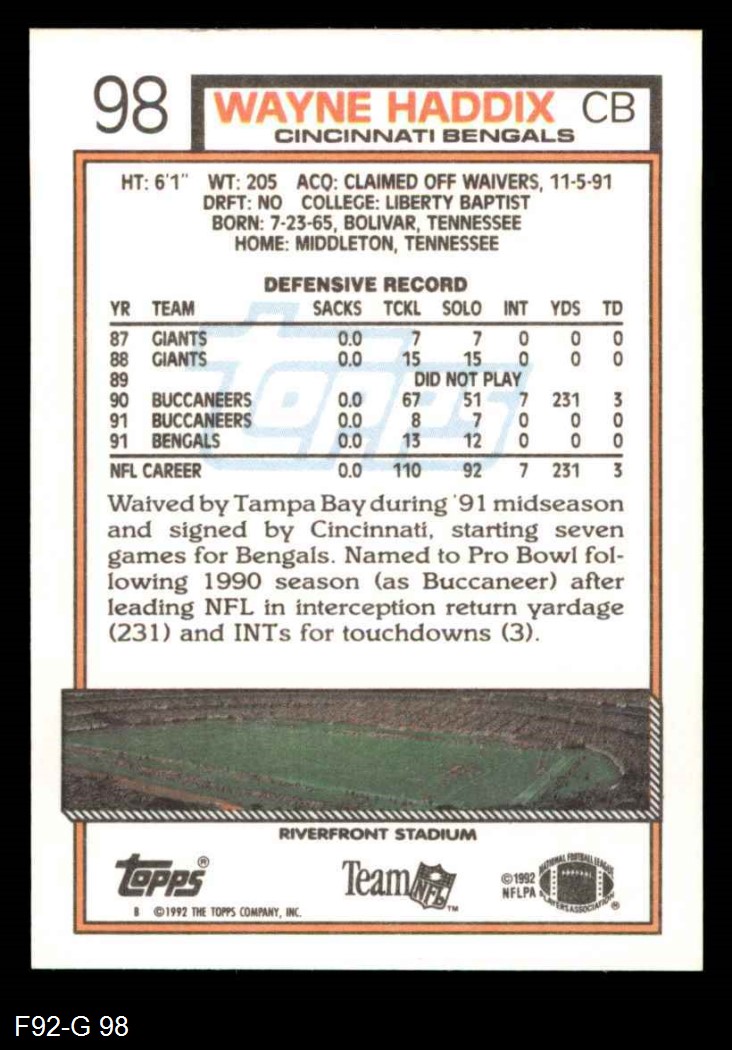 98 WAYNE HADDIX CB
CINCINNATI BENGALS
HT: 6'1" WT: 205 ACQ: CLAIMED OFF WAIVERS, 11-5-91
DRFT: NO COLLEGE: LIBERTY BAPTIST
BORN: 7-23-65, BOLIVAR, TENNESSEE
HOME: MIDDLETON, TENNESSEE
DEFENSIVE RECORD
YR TEAM SACKS TCKL SOLO INT YDS TD
87 GIANTS 0.0 7 7 0 0 0
88 GIANTS 0.0 15 15 0 0 0
89 DID NOT PLAY
90 BUCCANEERS 0.0 67 51 7 231 3
91 BUCCANEERS 0.0 8 7 0 0 0
91 BENGALS 0.0 13 12 0 0 0
NFL CAREER 0.0 110 92 7 231 3
Topps
Waived by Tampa Bay during '91 midseason
and signed by Cincinnati, starting seven
games for Bengals. Named to Pro Bowl fol-
lowing 1990 season (as Buccaneer) after
leading NFL in interception return yardage
(231) and INTs for touchdowns (3).
RIVERFRONT STADIUM
Topps®
Team NFL™
©1992
NFLPA
NATIONAL FOOTBALL LEAGUE
PLAYERS ASSOCIATION ®
B ©1992 THE TOPPS COMPANY, INC.
F92-G 98